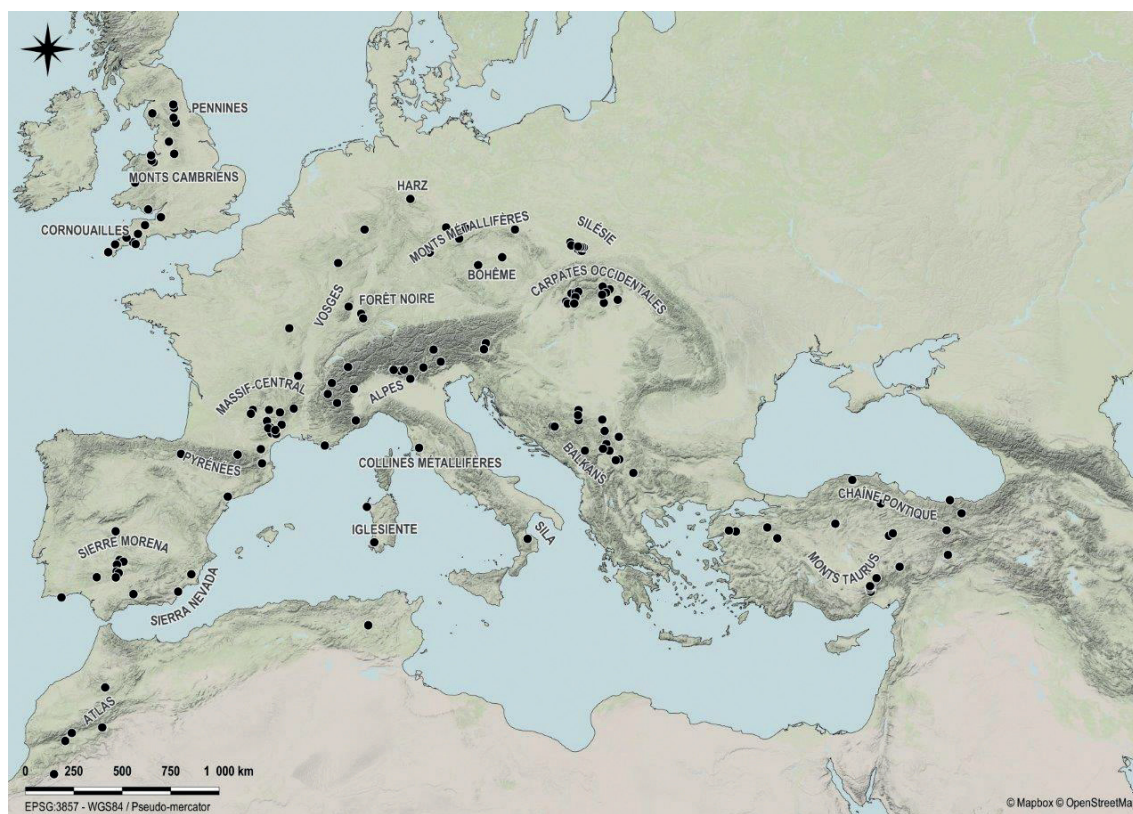 PENNINES
MONTS CAMBRIENS
CORNOUAILLES
HARZ
MONTS MÉTALLIFÈRES
SILÉSIE
BOHÊME
CARPATES OCCIDENTALES
VOSGES
FORÊT NOIRE
MASSIF-CENTRAL
ALPES
PYRÉNÉES
COLLINES METALLIFERES
BALKANS
CHAÎNE PONTIQUE
IGLESIENTE
SILA
SIERRE MORENA
MONTS TAURUS
SIERRA NEVADA
ATLAS
0 250 500 750 1 000 km
EPSG:3857 - WGS84 / Pseudo-mercator
© Mapbox © OpenStreetMa